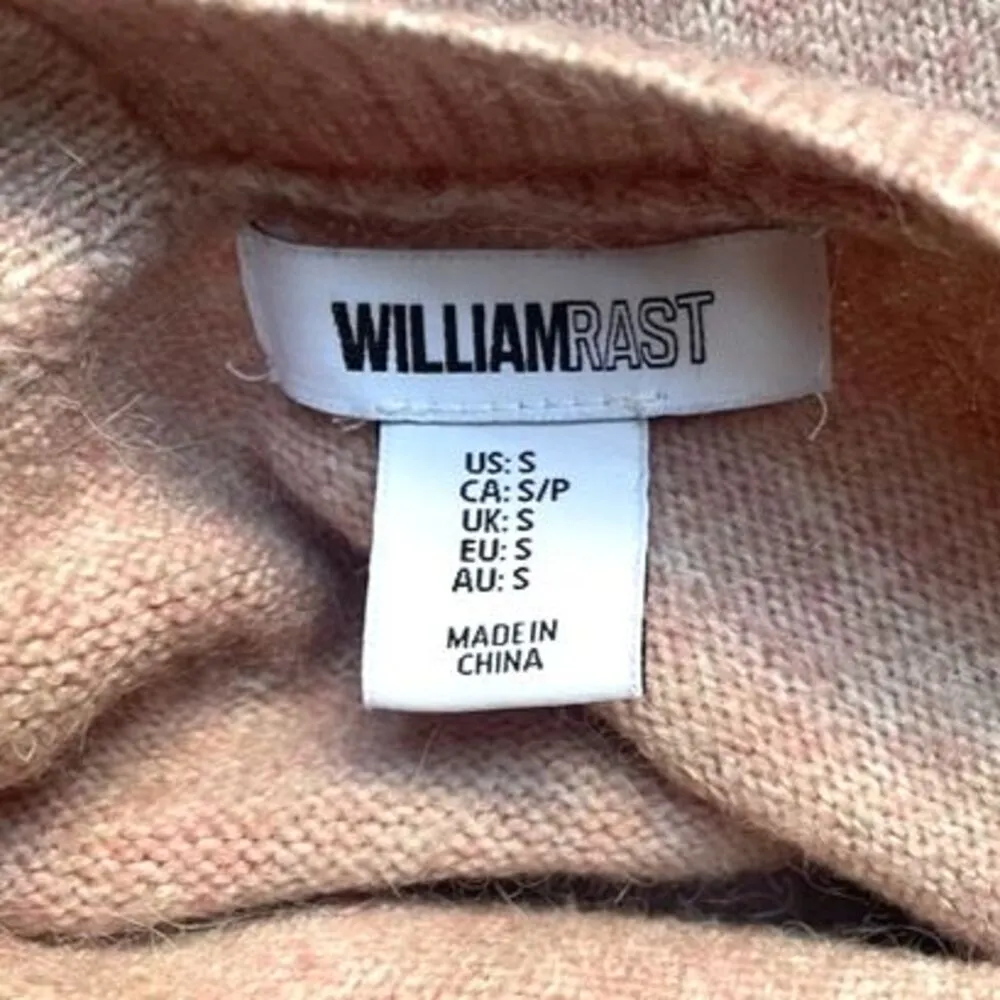 WILLIAMRAST
US: S
CA: S/P
UK: S
EU: S
AU: S
MADE IN
CHINA